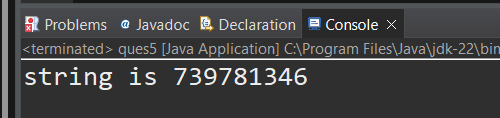 Problems @ Javadoc Declaration Console
<terminated> ques5 [Java Application] C:\Program Files\Java\jdk-22\bin
string is 739781346